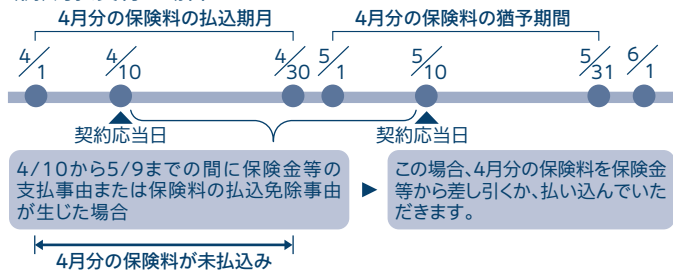 4月分の保険料の払込期月
4月分の保険料の猶予期間
4/1
4/10
4/30
5/1
5/10
5/31
6/1
契約応当日
契約応当日
4/10から5/9までの間に保険金等の
支払事由または保険料の払込免除事由
が生じた場合
この場合、4月分の保険料を保険金
等から差し引くか、払い込んでいた
だきます。
4月分の保険料が未払込み